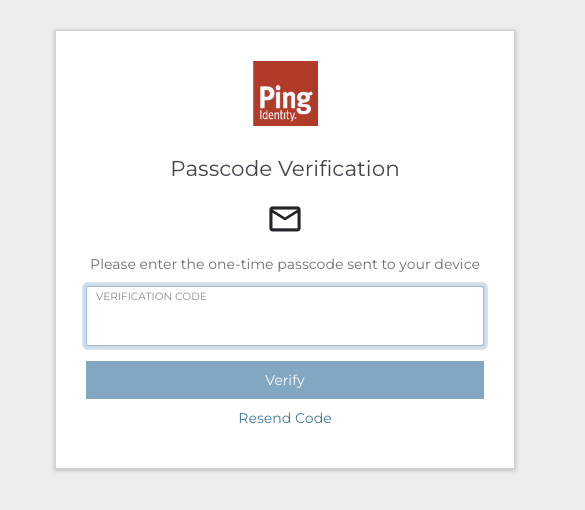 Ping
Identity.
Passcode Verification
Please enter the one-time passcode sent to your device
VERIFICATION CODE
Verify
Resend Code